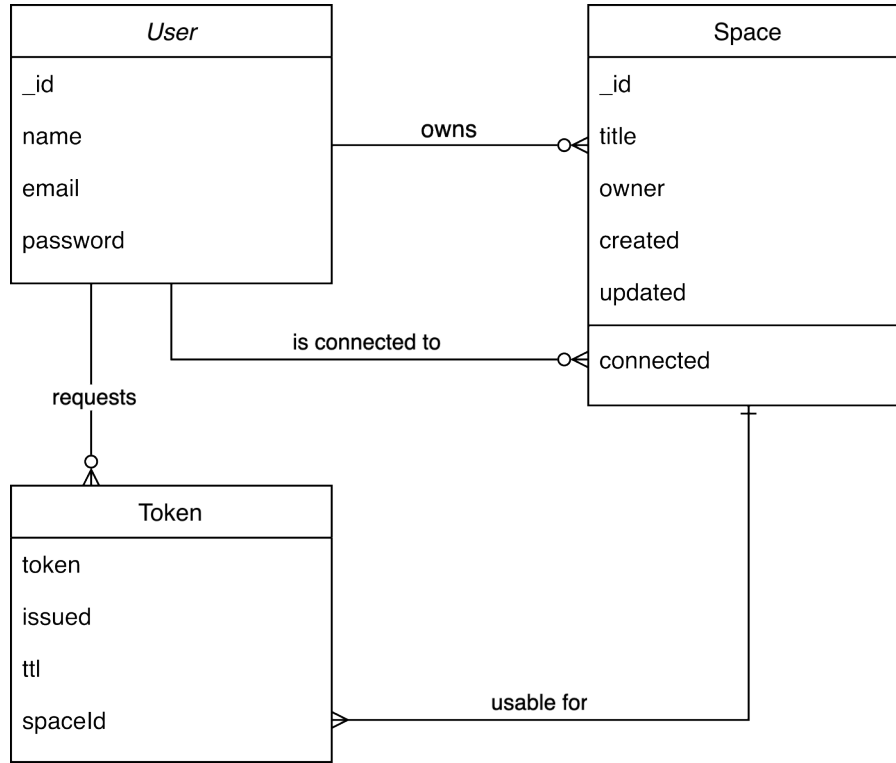 User
_id
name
email
password
owns
Space
_id
title
owner
created
updated
connected
is connected to
requests
Token
token
issued
ttl
spaceId
usable for